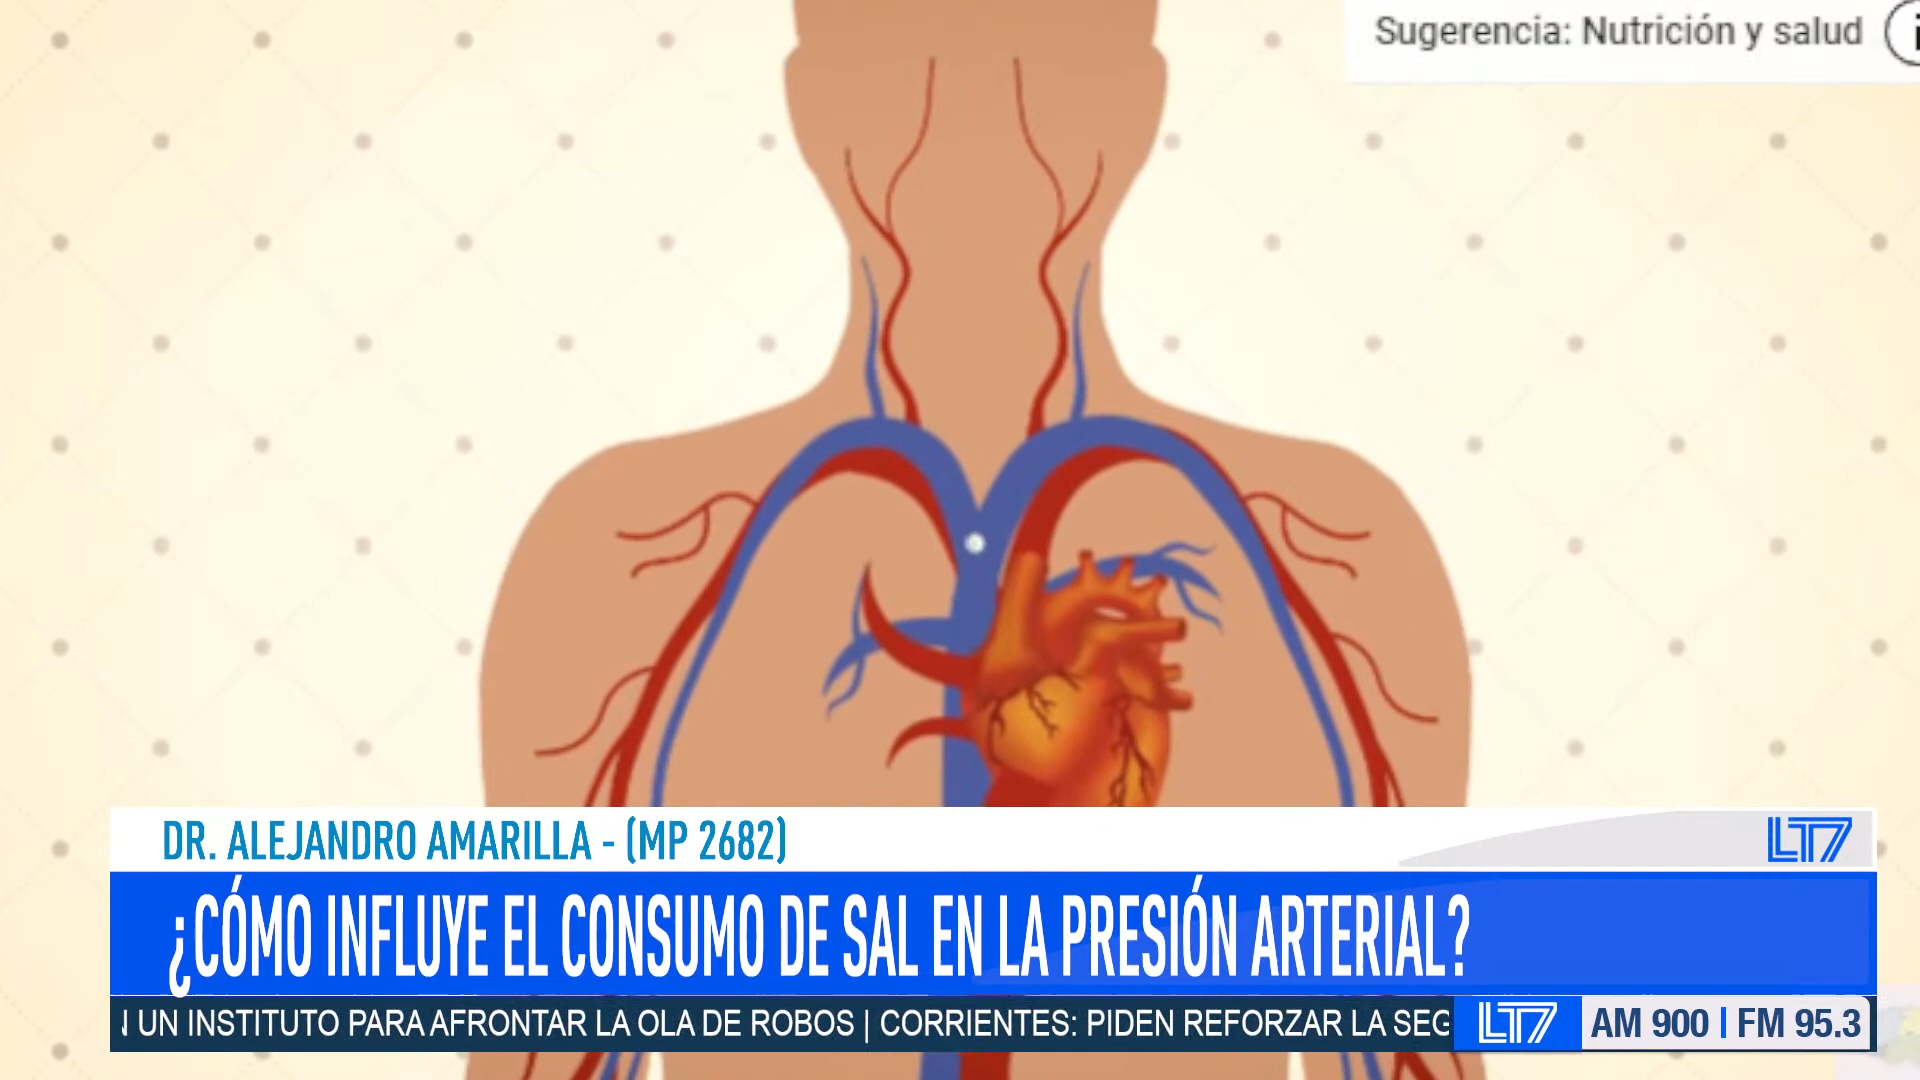 Sugerencia: Nutrición y salud
DR. ALEJANDRO AMARILLA - (MP 2682)
LT7
¿CÓMO INFLUYE EL CONSUMO DE SAL EN LA PRESIÓN ARTERIAL?
UN INSTITUTO PARA AFRONTAR LA OLA DE ROBOS | CORRIENTES: PIDEN REFORZAR LA SEG
LT7 AM 900 | FM 95.3